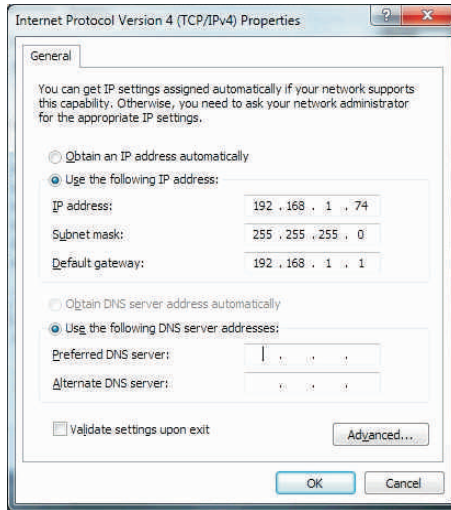 Internet Protocol Version 4 (TCP/IPv4) Properties
General
You can get IP settings assigned automatically if your network supports
this capability. Otherwise, you need to ask your network administrator
for the appropriate IP settings.
Obtain an IP address automatically
Use the following IP address:
IP address: 192 . 168 . 1 . 74
Subnet mask: 255 . 255 . 255 . 0
Default gateway: 192 . 168 . 1 . 1
Obtain DNS server address automatically
Use the following DNS server addresses:
Preferred DNS server: . . .
Alternate DNS server: . . .
Validate settings upon exit
Advanced...
OK Cancel